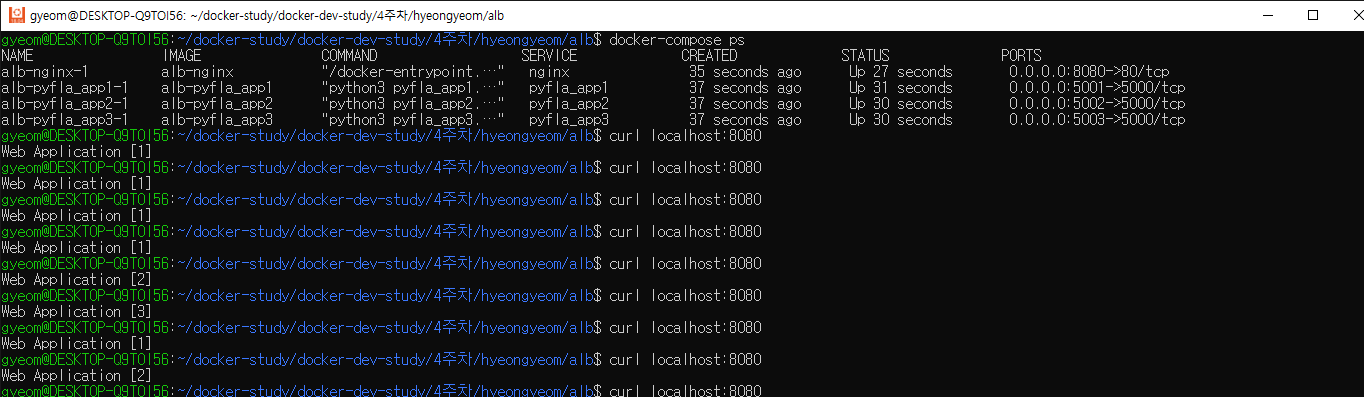 gyeom@DESKTOP-Q9TOI56: ~/docker-study/docker-dev-study/4주차/hyeongyeom/alb
gyeom@DESKTOP-Q9TOI56:~/docker-study/docker-dev-study/4주차/hyeongyeom/alb$ docker-compose ps
NAME IMAGE COMMAND SERVICE CREATED STATUS PORTS
alb-nginx-1 alb-nginx "/docker-entrypoint.…" nginx 35 seconds ago Up 27 seconds 0.0.0.0:8080->80/tcp
alb-pyfla_app1-1 alb-pyfla_app1 "python3 pyfla_app1.…" pyfla_app1 37 seconds ago Up 31 seconds 0.0.0.0:5001->5000/tcp
alb-pyfla_app2-1 alb-pyfla_app2 "python3 pyfla_app2.…" pyfla_app2 37 seconds ago Up 30 seconds 0.0.0.0:5002->5000/tcp
alb-pyfla_app3-1 alb-pyfla_app3 "python3 pyfla_app3.…" pyfla_app3 37 seconds ago Up 30 seconds 0.0.0.0:5003->5000/tcp
gyeom@DESKTOP-Q9TOI56:~/docker-study/docker-dev-study/4주차/hyeongyeom/alb$ curl localhost:8080
Web Application [1]
gyeom@DESKTOP-Q9TOI56:~/docker-study/docker-dev-study/4주차/hyeongyeom/alb$ curl localhost:8080
Web Application [1]
gyeom@DESKTOP-Q9TOI56:~/docker-study/docker-dev-study/4주차/hyeongyeom/alb$ curl localhost:8080
Web Application [1]
gyeom@DESKTOP-Q9TOI56:~/docker-study/docker-dev-study/4주차/hyeongyeom/alb$ curl localhost:8080
Web Application [1]
gyeom@DESKTOP-Q9TOI56:~/docker-study/docker-dev-study/4주차/hyeongyeom/alb$ curl localhost:8080
Web Application [2]
gyeom@DESKTOP-Q9TOI56:~/docker-study/docker-dev-study/4주차/hyeongyeom/alb$ curl localhost:8080
Web Application [3]
gyeom@DESKTOP-Q9TOI56:~/docker-study/docker-dev-study/4주차/hyeongyeom/alb$ curl localhost:8080
Web Application [1]
gyeom@DESKTOP-Q9TOI56:~/docker-study/docker-dev-study/4주차/hyeongyeom/alb$ curl localhost:8080
Web Application [2]
gyeom@DESKTOP-Q9TOI56:~/docker-study/docker-dev-study/4주차/hyeongyeom/alb$ curl localhost:8080